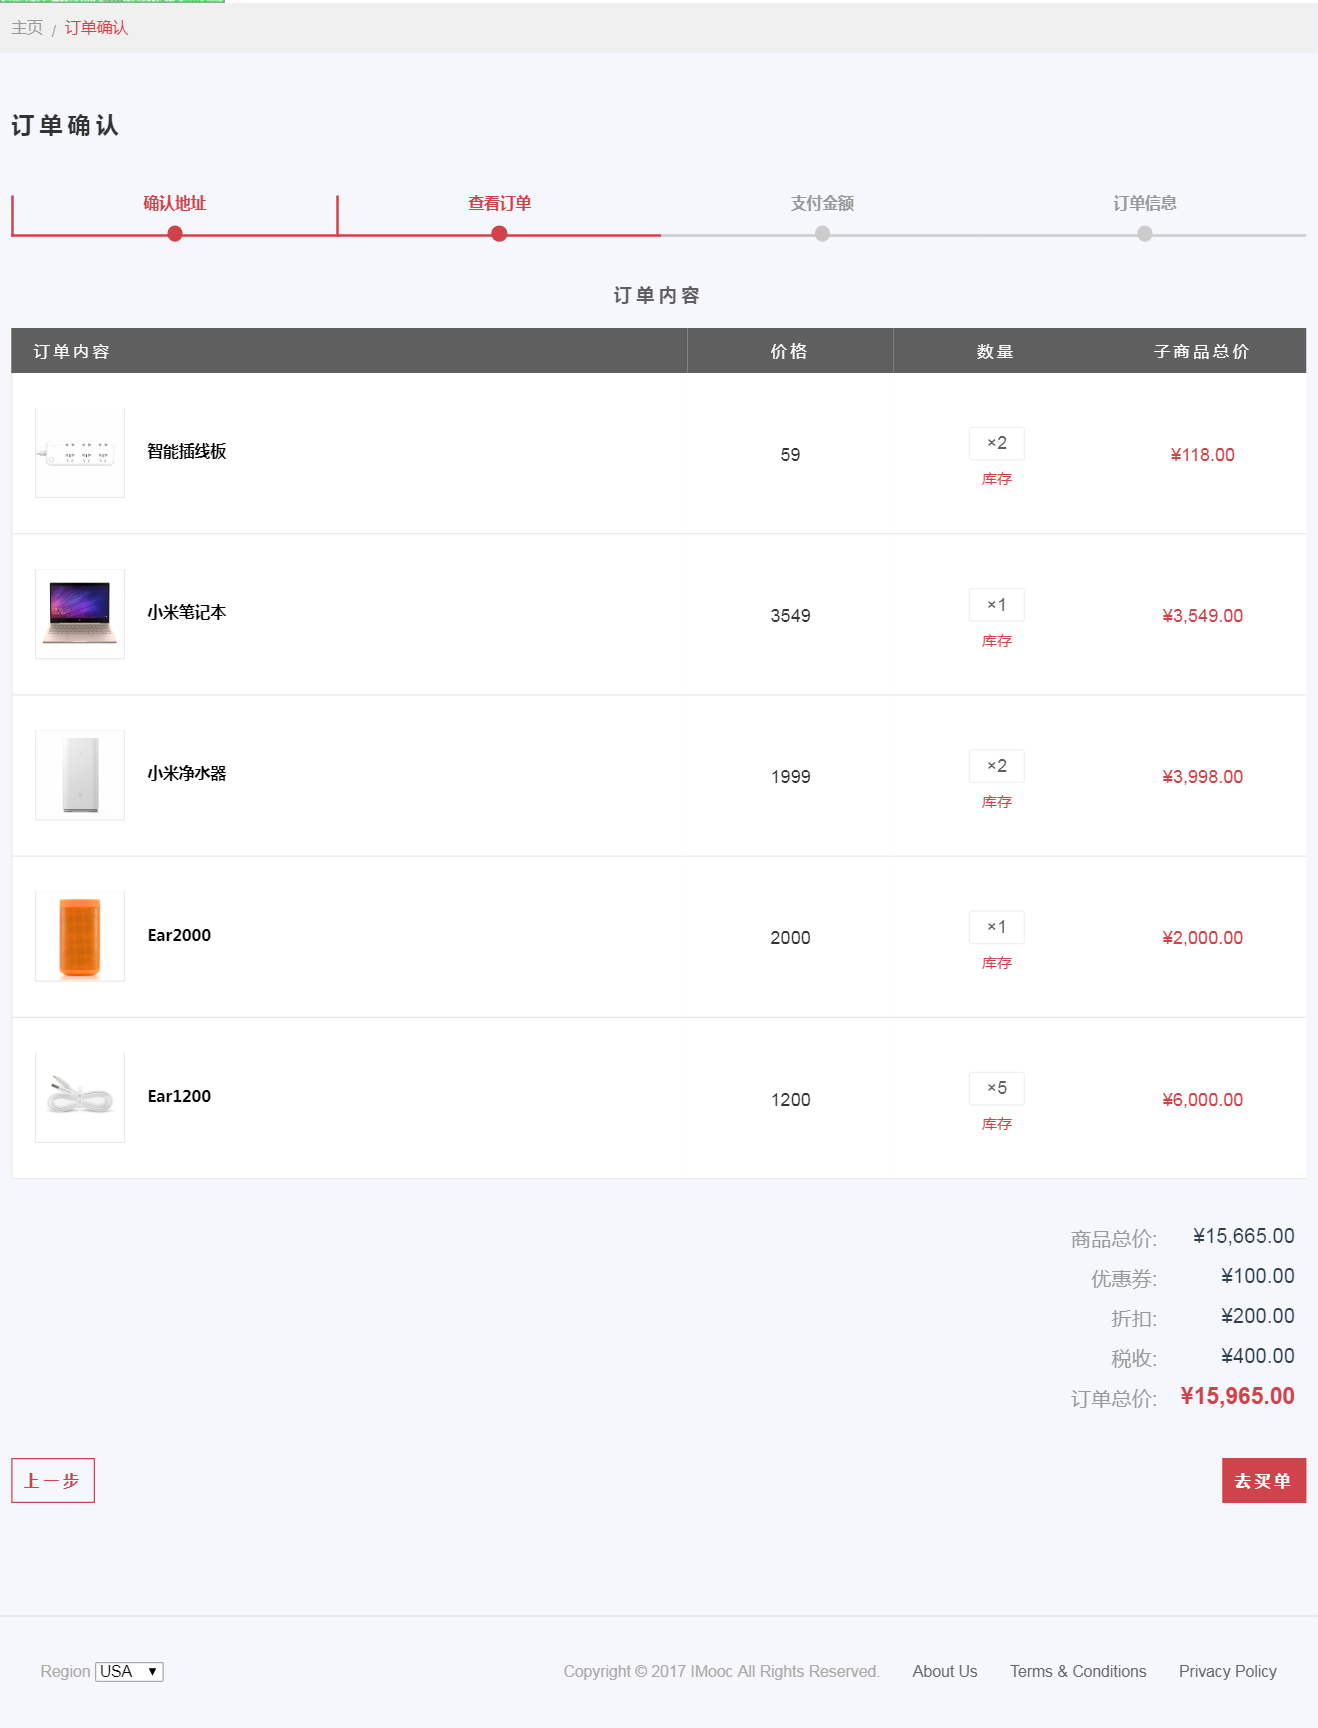 主页 / 订单确认
订单确认
确认地址 查看订单 支付金额 订单信息
订单内容
订单内容 价格 数量 子商品总价
智能插线板 59 ×2 ¥118.00
库存
小米笔记本 3549 ×1 ¥3,549.00
库存
小米净水器 1999 ×2 ¥3,998.00
库存
Ear2000 2000 ×1 ¥2,000.00
库存
Ear1200 1200 ×5 ¥6,000.00
库存
商品总价: ¥15,665.00
优惠券: ¥100.00
折扣: ¥200.00
税收: ¥400.00
订单总价: ¥15,965.00
上一步 去买单
Region USA Copyright © 2017 IMooc All Rights Reserved. About Us Terms & Conditions Privacy Policy